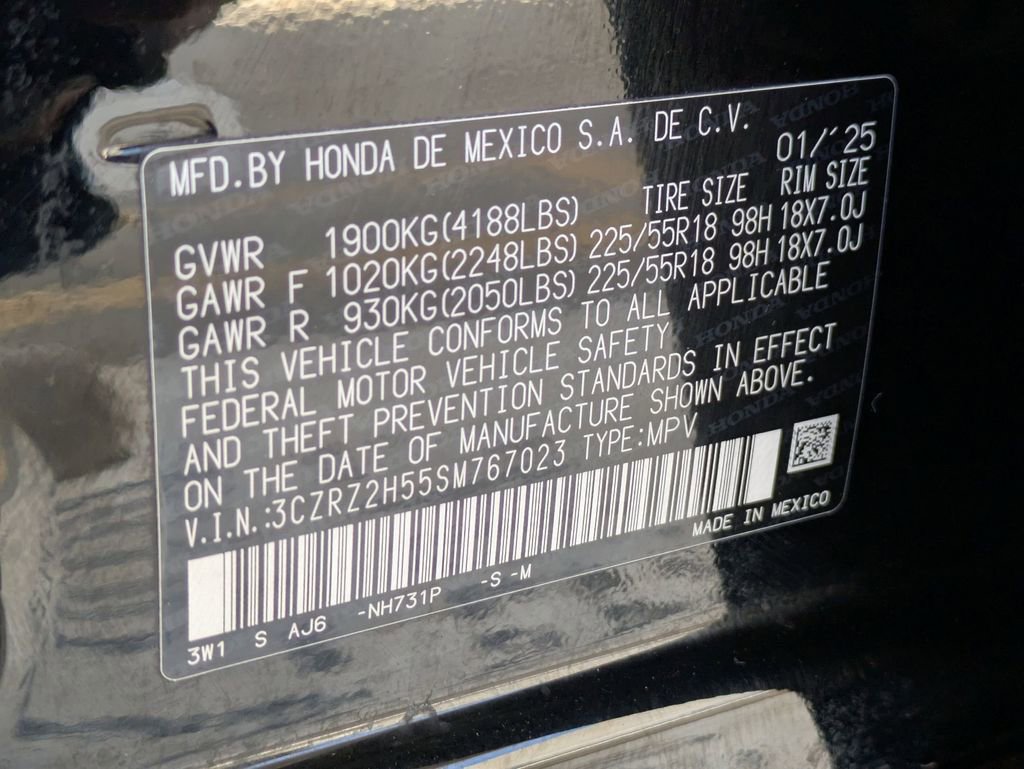 MFD.BY HONDA DE MEXICO S.A. DE C.V. 01/´25
TIRE SIZE RIM SIZE
GVWR 1900KG(4188LBS)
GAWR F 1020KG(2248LBS) 225/55R18 98H 18X7.0J
GAWR R 930KG(2050LBS) 225/55R18 98H 18X7.0J
THIS VEHICLE CONFORMS TO ALL APPLICABLE
FEDERAL MOTOR VEHICLE SAFETY
AND THEFT PREVENTION STANDARDS IN EFFECT
ON THE DATE OF MANUFACTURE SHOWN ABOVE.
V.I.N.:3CZRZ2H55SM767023 TYPE:MPV
MADE IN MEXICO
3W1 S AJ6 -NH731P -S -M